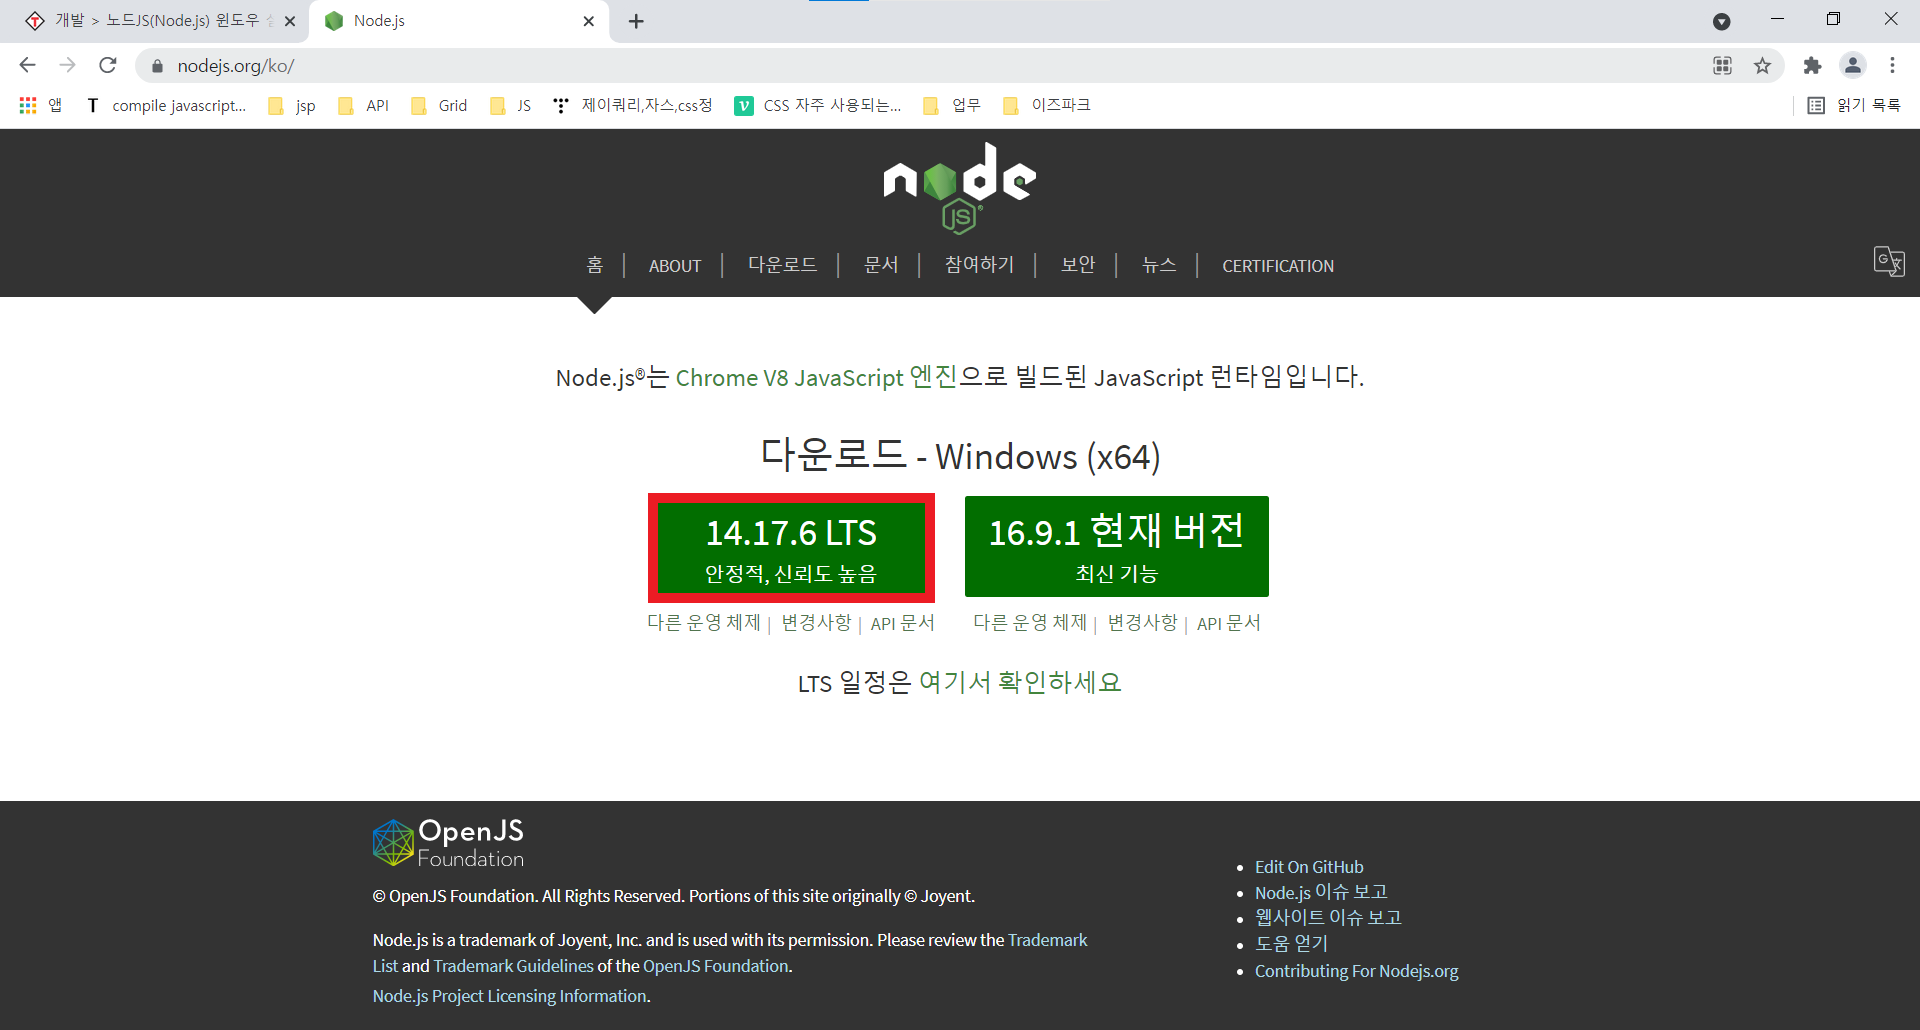 개발 > 노드JS(Node.js) 윈도우
Node.js
nodejs.org/ko/
앱
T compile javascript...
jsp
API
Grid
JS
제이쿼리,자스,css정
CSS 자주 사용되는...
업무
이즈파크
읽기 목록
node
JS
홈 | ABOUT | 다운로드 | 문서 | 참여하기 | 보안 | 뉴스 | CERTIFICATION
Node.js®는 Chrome V8 JavaScript 엔진으로 빌드된 JavaScript 런타임입니다.
다운로드 - Windows (x64)
14.17.6 LTS
안정적, 신뢰도 높음
다른 운영 체제 | 변경사항 | API 문서
16.9.1 현재 버전
최신 기능
다른 운영 체제 | 변경사항 | API 문서
LTS 일정은 여기서 확인하세요
OpenJS
Foundation
© OpenJS Foundation. All Rights Reserved. Portions of this site originally © Joyent.
Node.js is a trademark of Joyent, Inc. and is used with its permission. Please review the Trademark
List and Trademark Guidelines of the OpenJS Foundation.
Node.js Project Licensing Information.
Edit On GitHub
Node.js 이슈 보고
웹사이트 이슈 보고
도움 얻기
Contributing For Nodejs.org